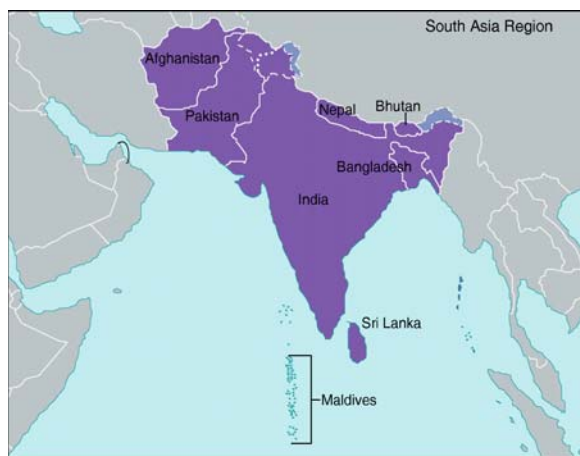 South Asia Region
Afghanistan
Pakistan
Nepal
Bhutan
Bangladesh
India
Sri Lanka
Maldives